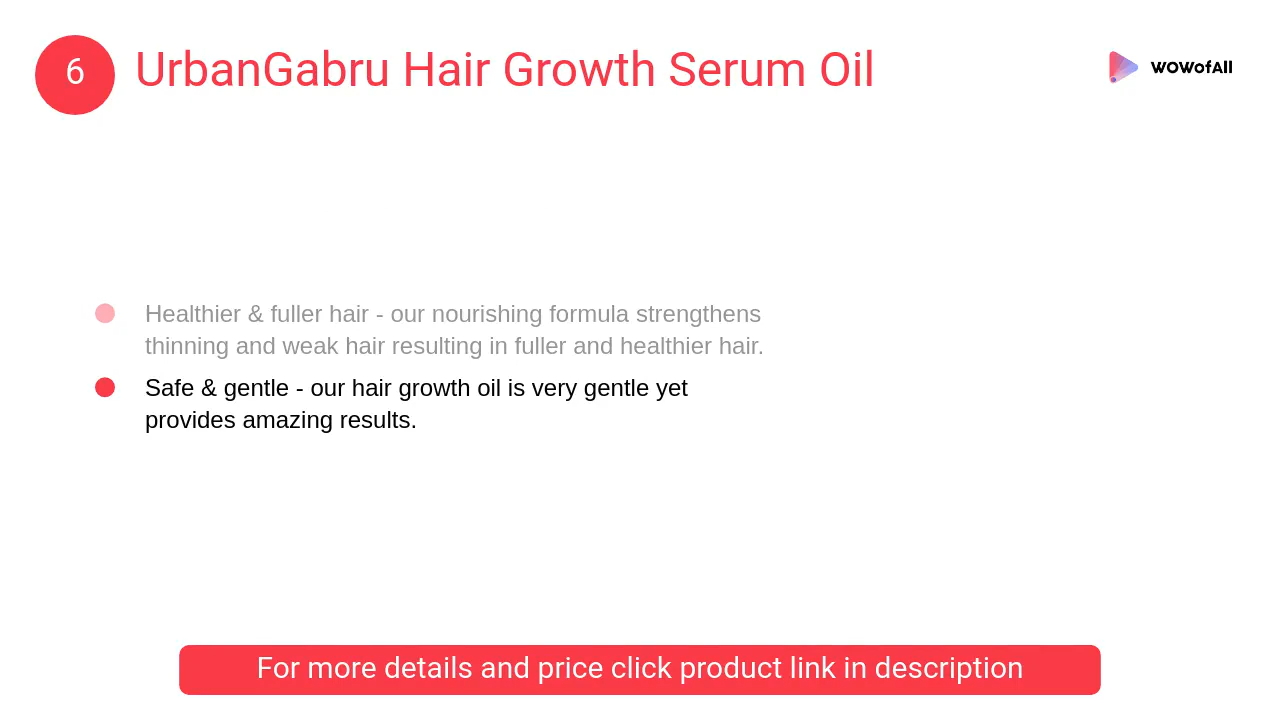 6
UrbanGabru Hair Growth Serum Oil
WOWofAll
Healthier & fuller hair - our nourishing formula strengthens
thinning and weak hair resulting in fuller and healthier hair.
Safe & gentle - our hair growth oil is very gentle yet
provides amazing results.
For more details and price click product link in description